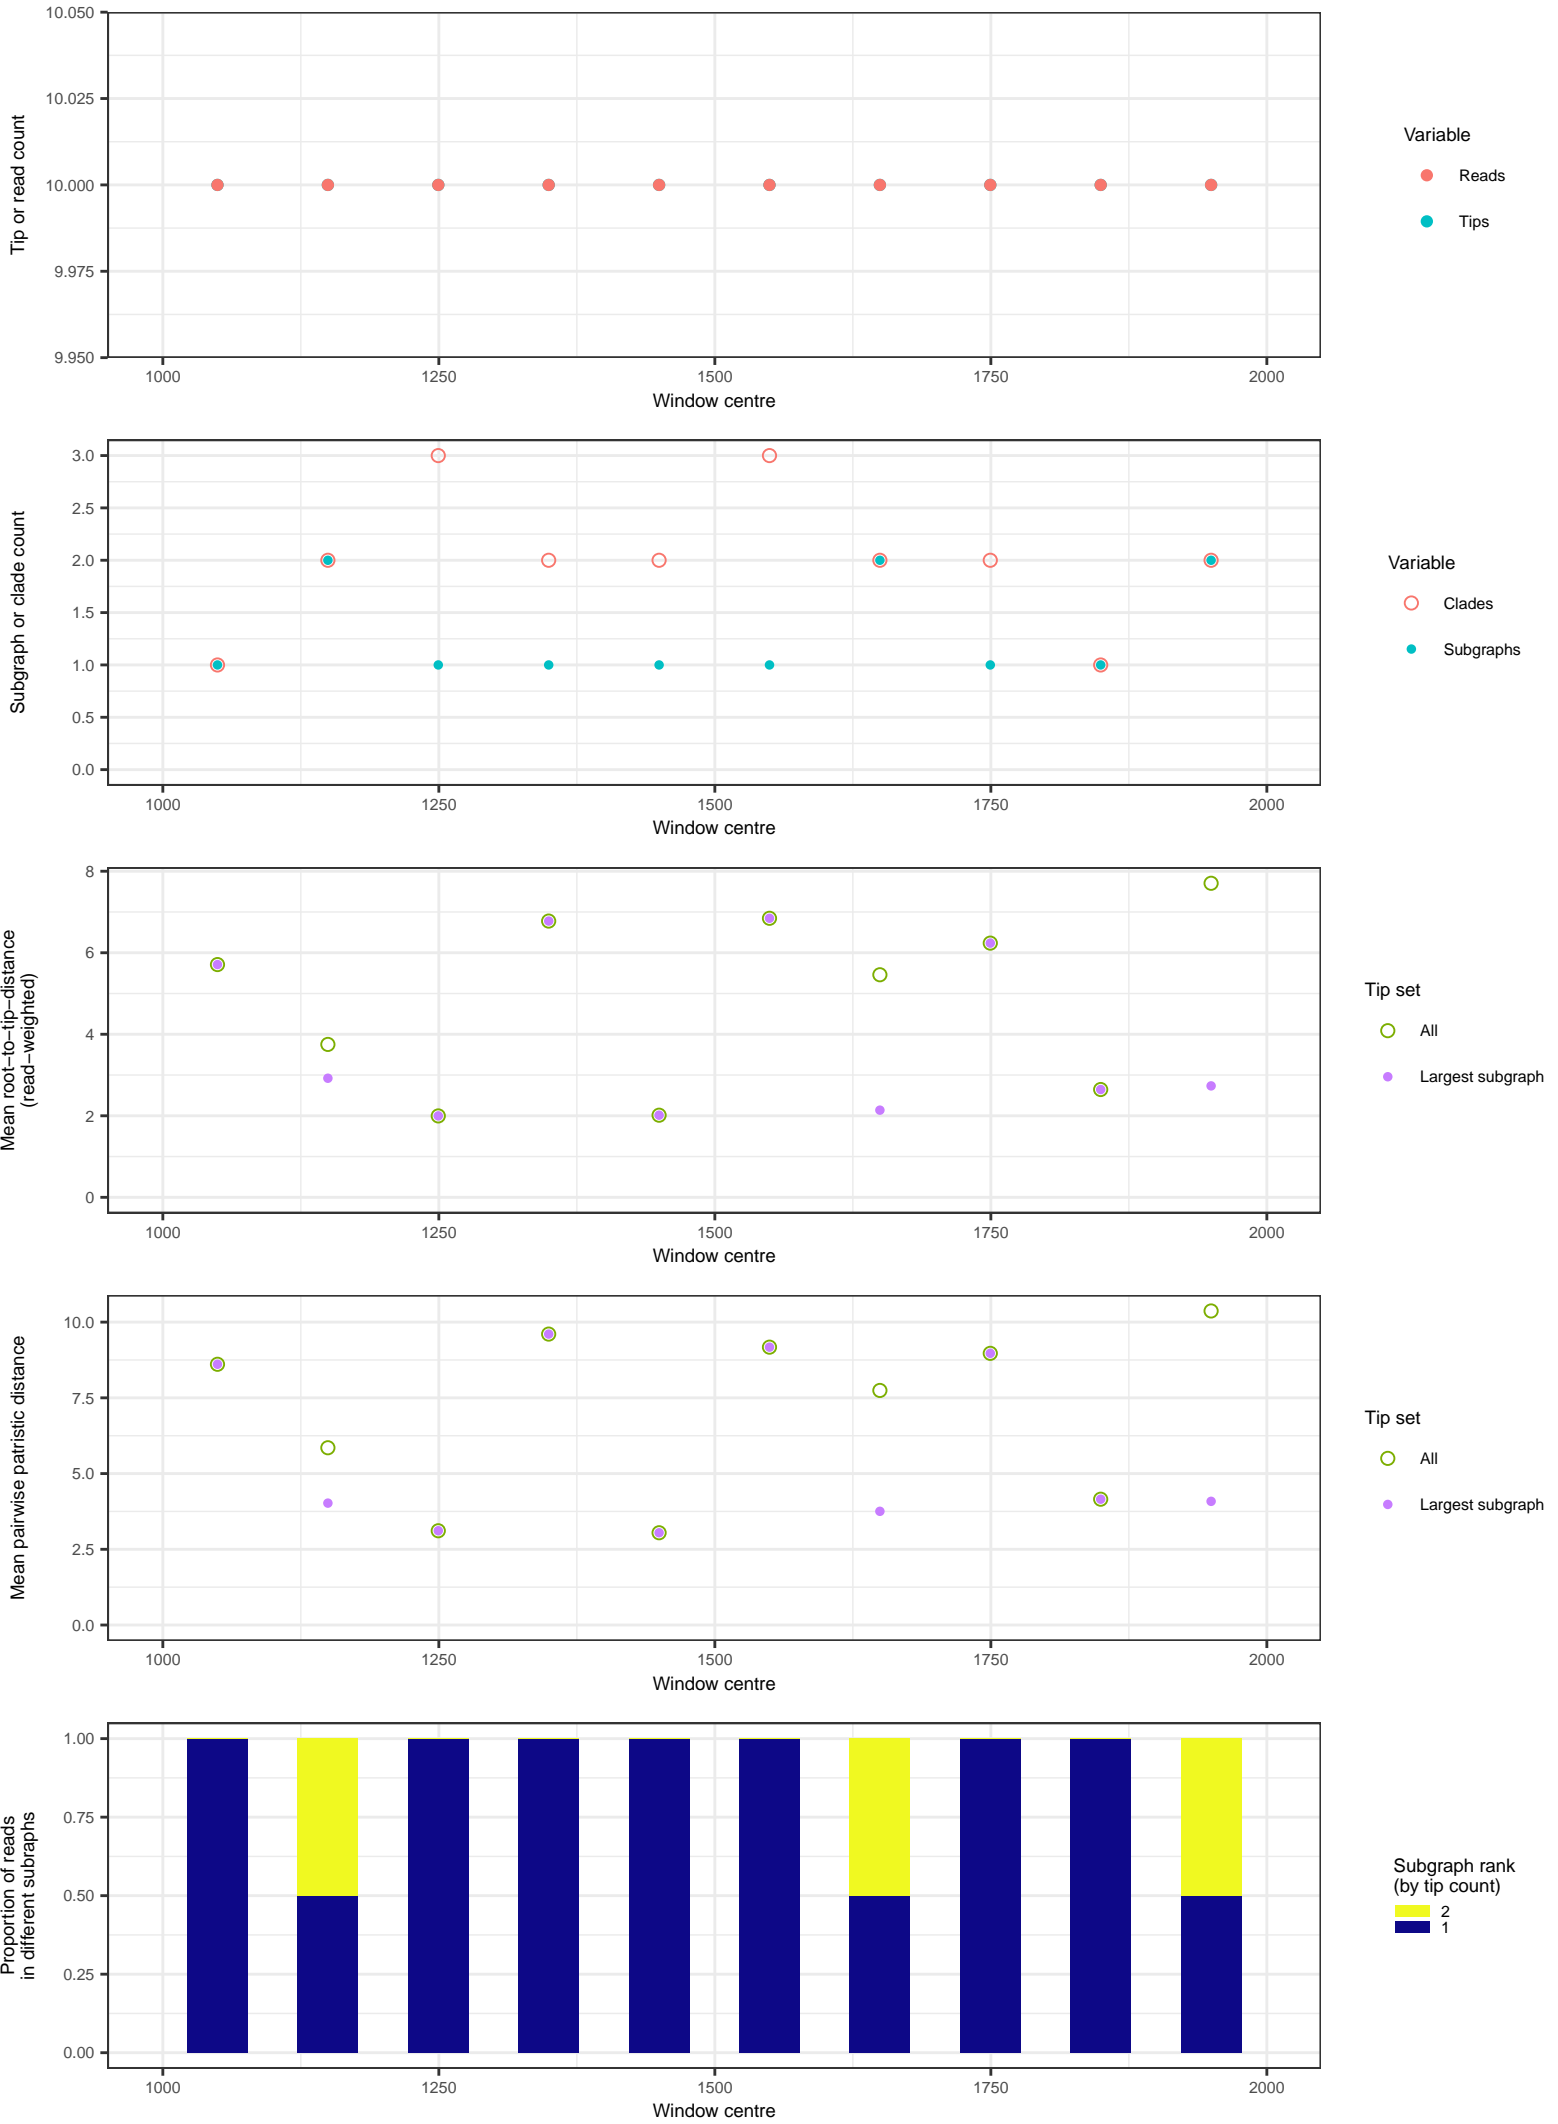 10.050
10.025
10.000
9.975
9.950
Tip or read count
1000 1250 1500 1750 2000
Window centre
Variable
Reads
Tips
3.0
2.5
2.0
1.5
1.0
0.5
0.0
Subgraph or clade count
1000 1250 1500 1750 2000
Window centre
Variable
Clades
Subgraphs
8
6
4
2
0
Mean root−to−tip−distance
(read−weighted)
1000 1250 1500 1750 2000
Window centre
Tip set
All
Largest subgraph
10.0
7.5
5.0
2.5
0.0
Mean pairwise patristic distance
1000 1250 1500 1750 2000
Window centre
Tip set
All
Largest subgraph
1.00
0.75
0.50
0.25
0.00
Proportion of reads
in different subraphs
1000 1250 1500 1750 2000
Window centre
Subgraph rank
(by tip count)
2
1